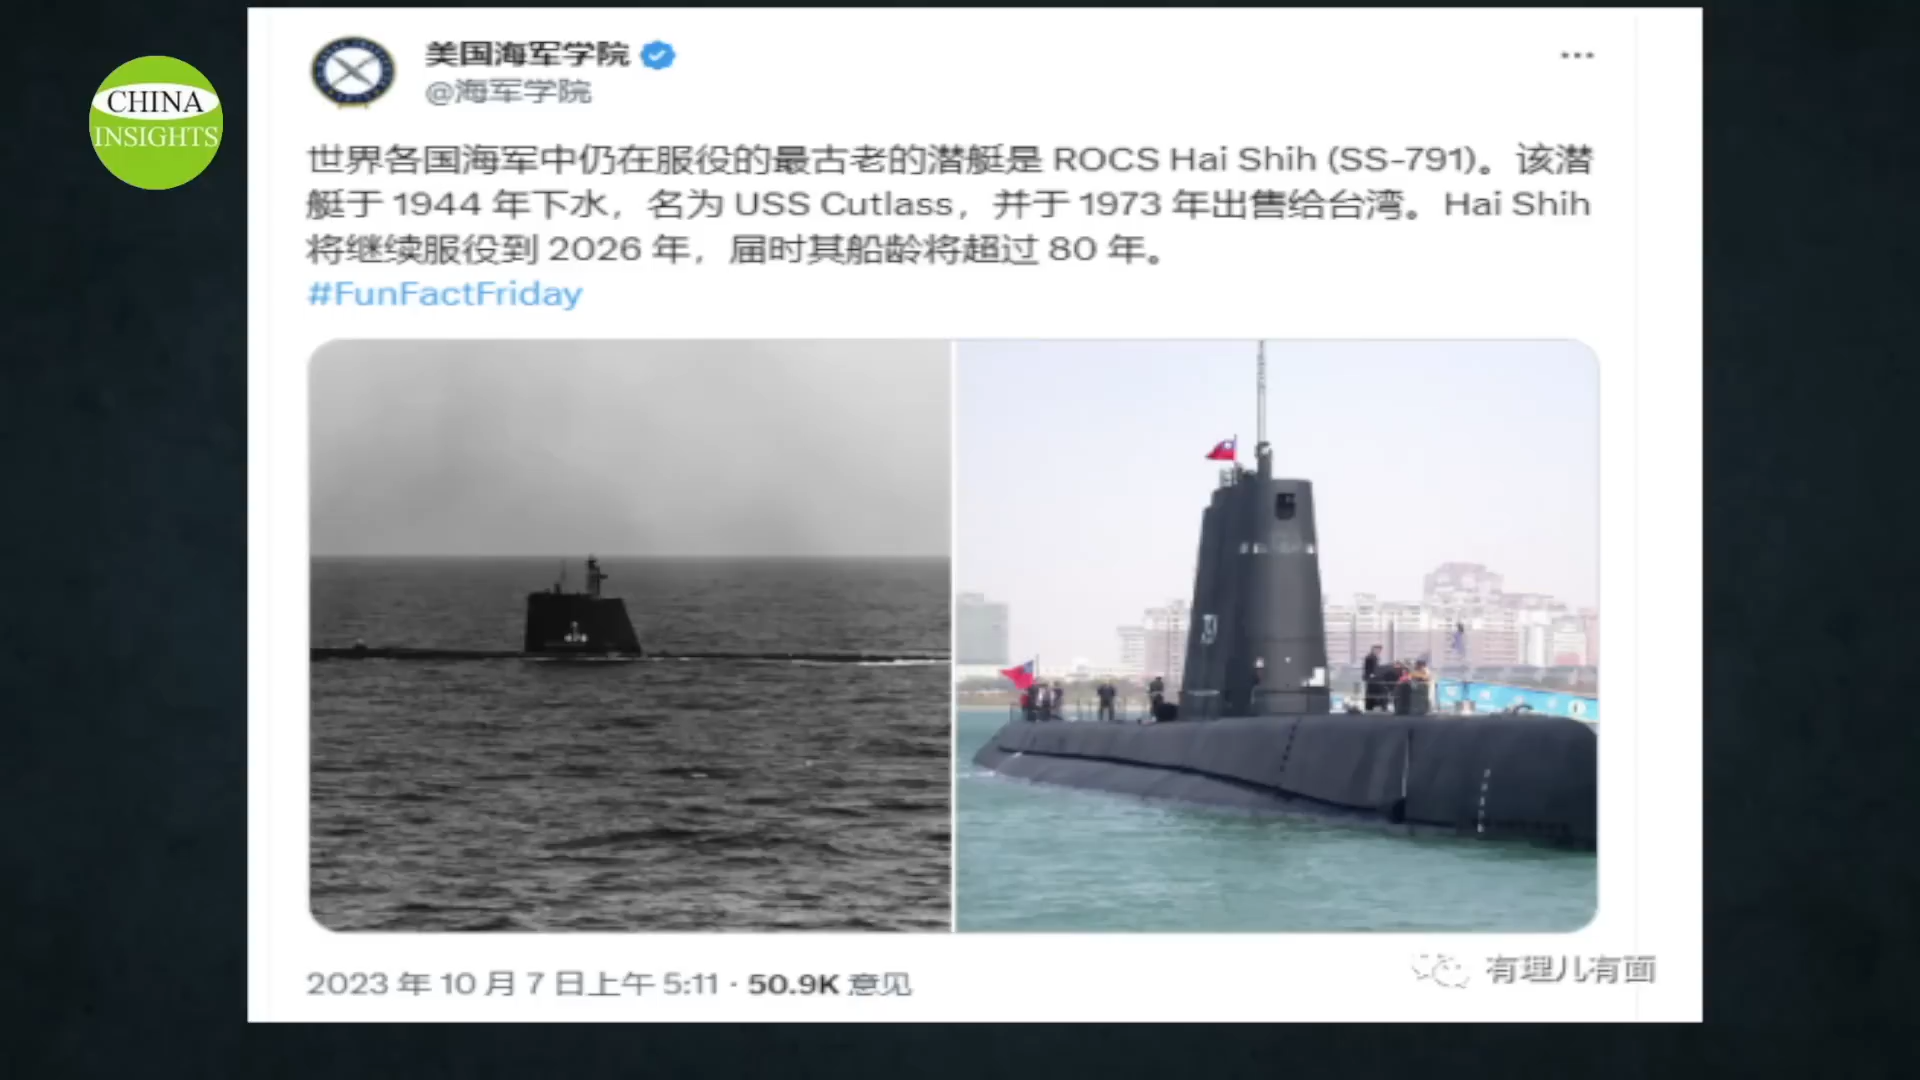 CHINA
INSIGHTS
美国海军学院
@海军学院
世界各国海军中仍在服役的最古老的潜艇是 ROCS Hai Shih (SS-791)。该潜
艇于 1944 年下水，名为 USS Cutlass，并于 1973 年出售给台湾。Hai Shih
将继续服役到 2026 年，届时其船龄将超过 80 年。
#FunFactFriday
2023 年 10 月 7 日上午 5:11 · 50.9K 意见
有理儿有面